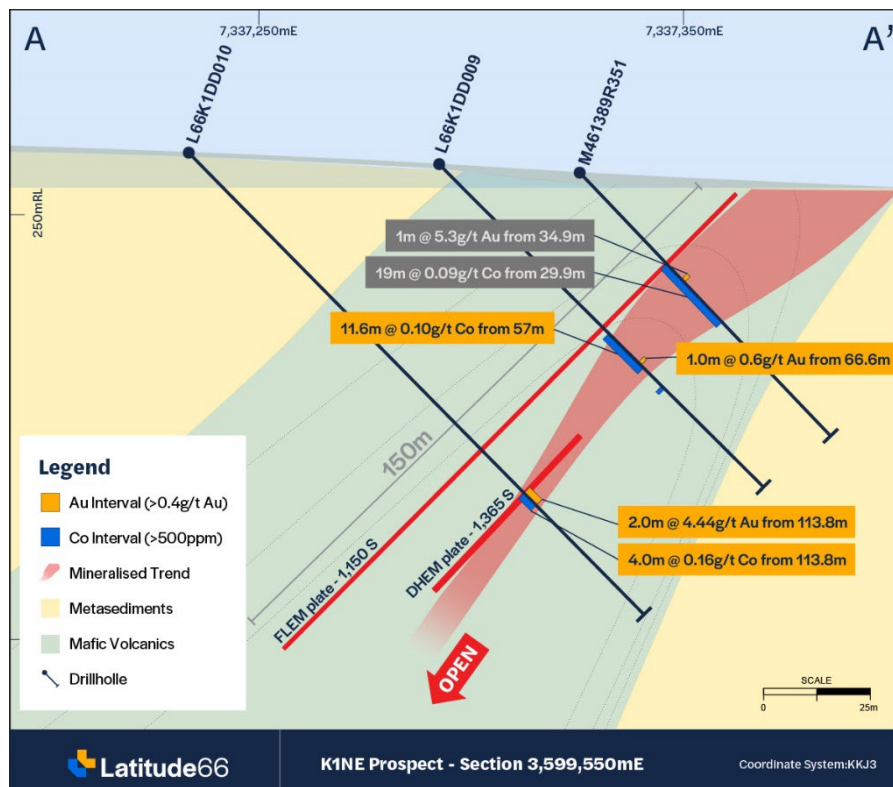 A
7,337,250mE
7,337,350mE
A’
L66K1DD010
L66K1DD009
M461389R351
250mRL
1m @ 5.3g/t Au from 34.9m
19m @ 0.09g/t Co from 29.9m
11.6m @ 0.10g/t Co from 57m
1.0m @ 0.6g/t Au from 66.6m
150m
Legend
Au Interval (>0.4g/t Au)
Co Interval (>500ppm)
Mineralised Trend
Metasediments
Mafic Volcanics
Drillholle
FLEM plate - 1,150 S
DHEM plate - 1,365 S
2.0m @ 4.44g/t Au from 113.8m
4.0m @ 0.16g/t Co from 113.8m
OPEN
SCALE
0
25m
Latitude66
K1NE Prospect - Section 3,599,550mE
Coordinate System:KKJ3